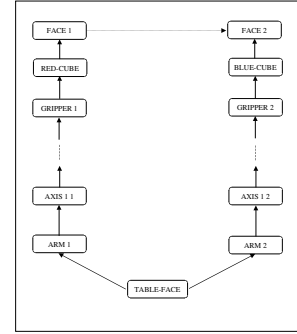 FACE 1 FACE 2
RED-CUBE BLUE-CUBE
GRIPPER 1 GRIPPER 2
AXIS 1 1 AXIS 1 2
ARM 1 ARM 2
TABLE-FACE